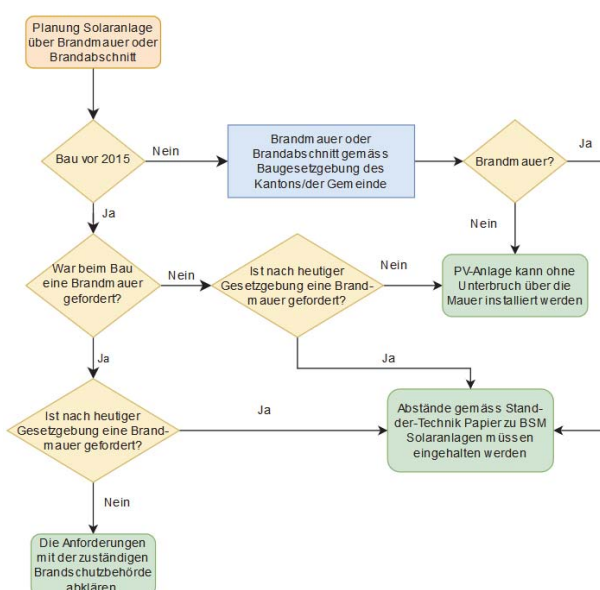 Planung Solaranlage
über Brandmauer oder
Brandabschnitt
Bau vor 2015
Nein
Brandmauer oder
Brandabschnitt gemäss
Baugesetzgebung des
Kantons/der Gemeinde
Brandmauer?
Ja
Ja
Nein
War beim Bau
eine Brandmauer
gefordert?
Nein
Ist nach heutiger
Gesetzgebung eine Brand-
mauer gefordert?
Nein
PV-Anlage kann ohne
Unterbruch über die
Mauer installiert werden
Ja
Ja
Ist nach heutiger
Gesetzgebung eine Brand-
mauer gefordert?
Ja
Abstände gemäss Stand-
der-Technik Papier zu BSM
Solaranlagen müssen
eingehalten werden
Nein
Die Anforderungen
mit der zuständigen
Brandschutzbehörde
abklären